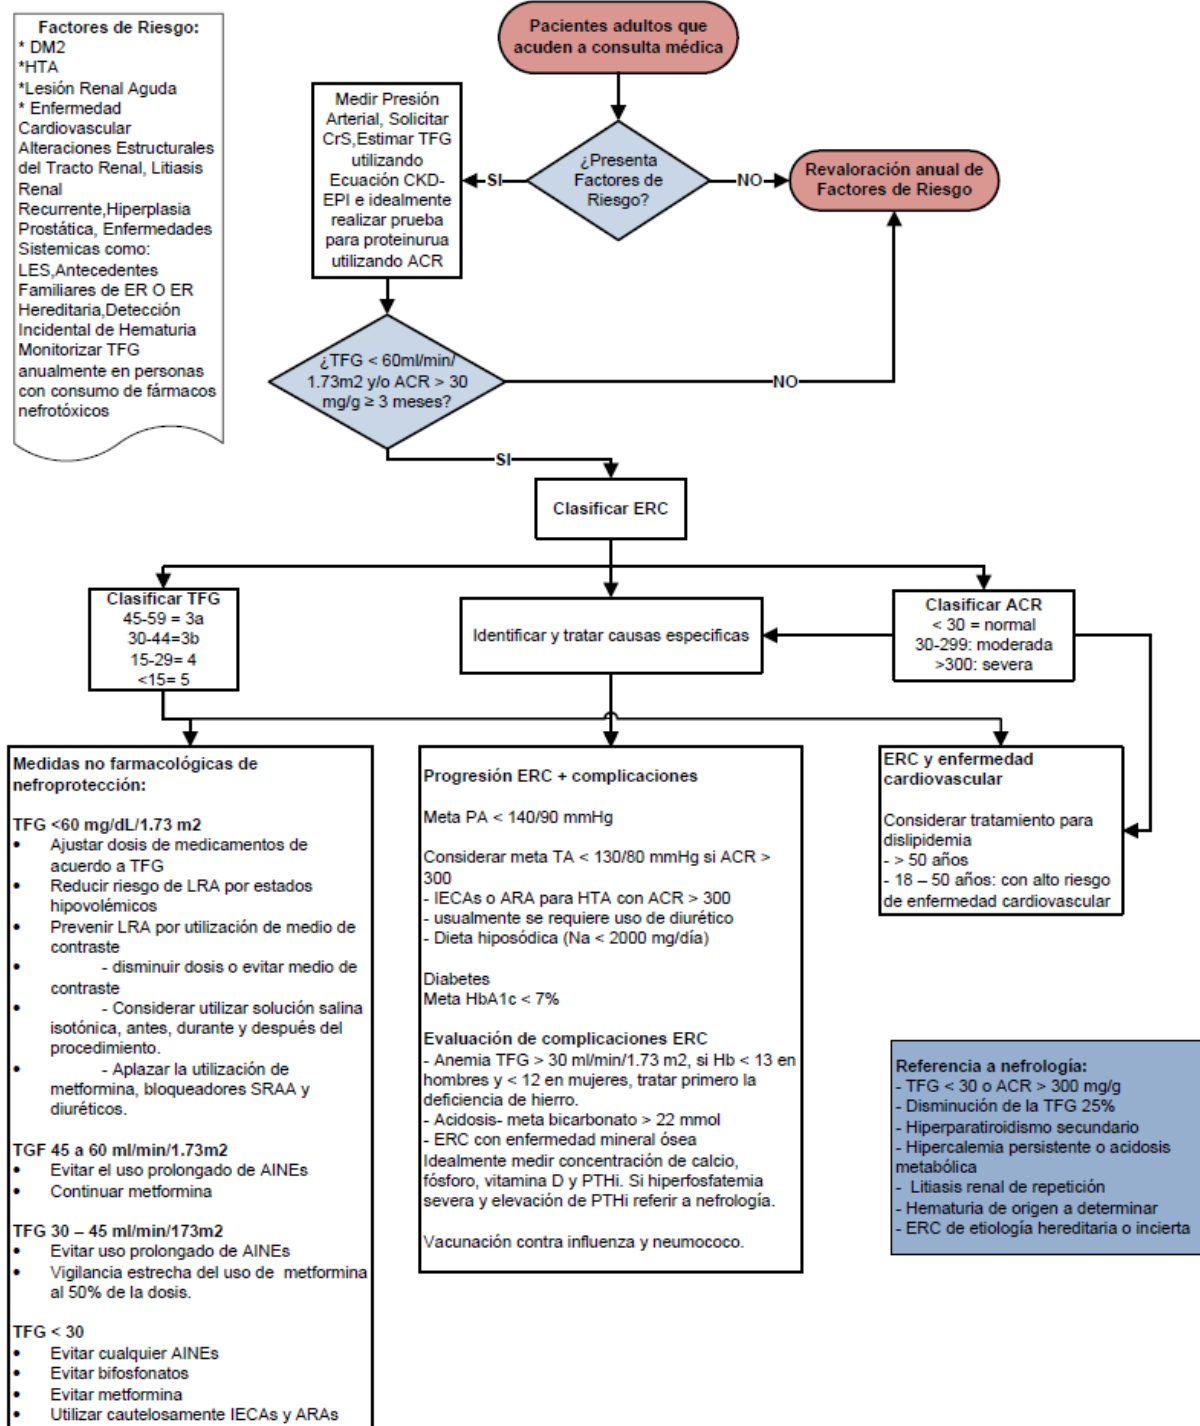 Factores de Riesgo:
* DM2
*HTA
*Lesión Renal Aguda
* Enfermedad
Cardiovascular
Alteraciones Estructurales
del Tracto Renal, Litiasis
Renal
Recurrente,Hiperplasia
Prostática, Enfermedades
Sistemicas como:
LES,Antecedentes
Familiares de ER O ER
Hereditaria,Detección
Incidental de Hematuria
Monitorizar TFG
anualmente en personas
con consumo de fármacos
nefrotóxicos
Pacientes adultos que
acuden a consulta médica
¿Presenta
Factores de
Riesgo?
SI
NO
Revaloración anual de
Factores de Riesgo
Medir Presión
Arterial, Solicitar
CrS,Estimar TFG
utilizando
Ecuación CKD-
EPI e idealmente
realizar prueba
para proteinurua
utilizando ACR
¿TFG < 60ml/min/
1.73m2 y/o ACR > 30
mg/g ≥ 3 meses?
NO
SI
Clasificar ERC
Clasificar TFG
45-59 = 3a
30-44=3b
15-29= 4
<15= 5
Identificar y tratar causas especificas
Clasificar ACR
< 30 = normal
30-299: moderada
>300: severa
Medidas no farmacológicas de
nefroprotección:
TFG <60 mg/dL/1.73 m2
• Ajustar dosis de medicamentos de
acuerdo a TFG
• Reducir riesgo de LRA por estados
hipovolémicos
• Prevenir LRA por utilización de medio de
contraste
• - disminuir dosis o evitar medio de
contraste
• - Considerar utilizar solución salina
isotónica, antes, durante y después del
procedimiento.
• - Aplazar la utilización de
metformina, bloqueadores SRAA y
diuréticos.
TGF 45 a 60 ml/min/1.73m2
• Evitar el uso prolongado de AINEs
• Continuar metformina
TFG 30 – 45 ml/min/173m2
• Evitar uso prolongado de AINEs
• Vigilancia estrecha del uso de metformina
al 50% de la dosis.
TFG < 30
• Evitar cualquier AINEs
• Evitar bifosfonatos
• Evitar metformina
• Utilizar cautelosamente IECAs y ARAs
Progresión ERC + complicaciones
Meta PA < 140/90 mmHg
Considerar meta TA < 130/80 mmHg si ACR >
300
- IECAs o ARA para HTA con ACR > 300
- usualmente se requiere uso de diurético
- Dieta hiposódica (Na < 2000 mg/día)
Diabetes
Meta HbA1c < 7%
Evaluación de complicaciones ERC
- Anemia TFG > 30 ml/min/1.73 m2, si Hb < 13 en
hombres y < 12 en mujeres, tratar primero la
deficiencia de hierro.
- Acidosis- meta bicarbonato > 22 mmol
- ERC con enfermedad mineral ósea
Idealmente medir concentración de calcio,
fósforo, vitamina D y PTHi. Si hiperfosfatemia
severa y elevación de PTHi referir a nefrología.
Vacunación contra influenza y neumococo.
ERC y enfermedad
cardiovascular
Considerar tratamiento para
dislipidemia
- > 50 años
- 18 – 50 años: con alto riesgo
de enfermedad cardiovascular
Referencia a nefrología:
- TFG < 30 o ACR > 300 mg/g
- Disminución de la TFG 25%
- Hiperparatiroidismo secundario
- Hipercalemia persistente o acidosis
metabólica
- Litiasis renal de repetición
- Hematuria de origen a determinar
- ERC de etiología hereditaria o incierta